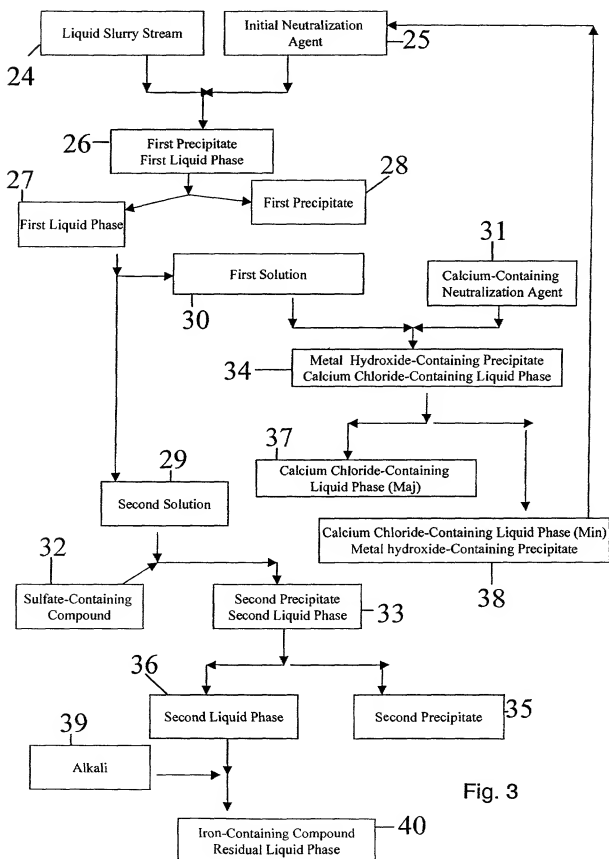 Liquid Slurry Stream
24
Initial Neutralization
Agent
25
26
First Precipitate
First Liquid Phase
27
First Liquid Phase
First Precipitate
28
First Solution
30
31
Calcium-Containing
Neutralization Agent
34
Metal Hydroxide-Containing Precipitate
Calcium Chloride-Containing Liquid Phase
37
Calcium Chloride-Containing
Liquid Phase (Maj)
29
Second Solution
Calcium Chloride-Containing Liquid Phase (Min)
Metal hydroxide-Containing Precipitate
38
32
Sulfate-Containing
Compound
Second Precipitate
Second Liquid Phase
33
36
Second Liquid Phase
Second Precipitate
35
39
Alkali
Fig. 3
Iron-Containing Compound
Residual Liquid Phase
40